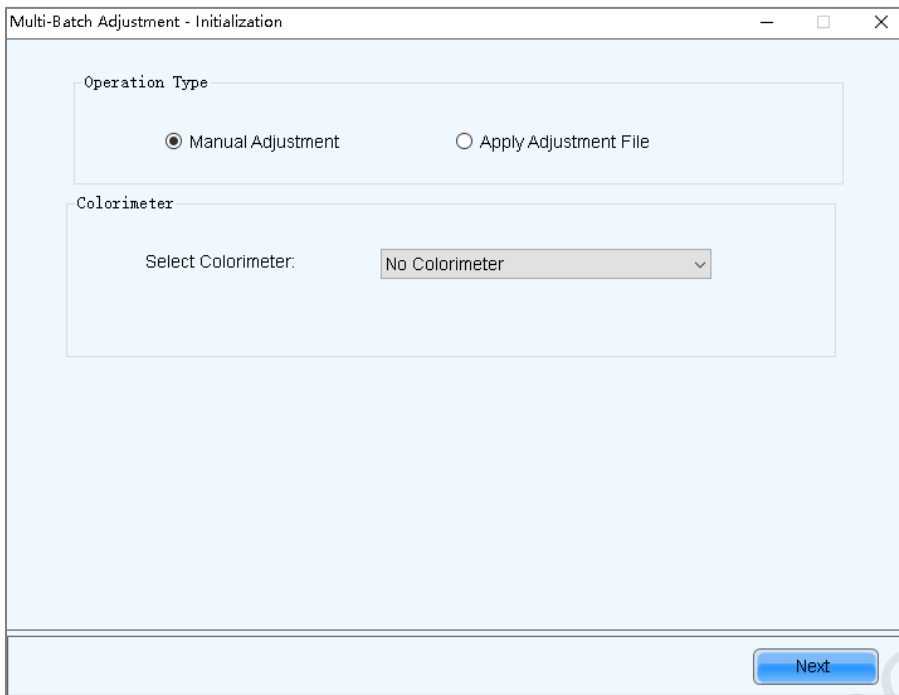 Multi-Batch Adjustment - Initialization
Operation Type
Manual Adjustment Apply Adjustment File
Colorimeter
Select Colorimeter: No Colorimeter
Next